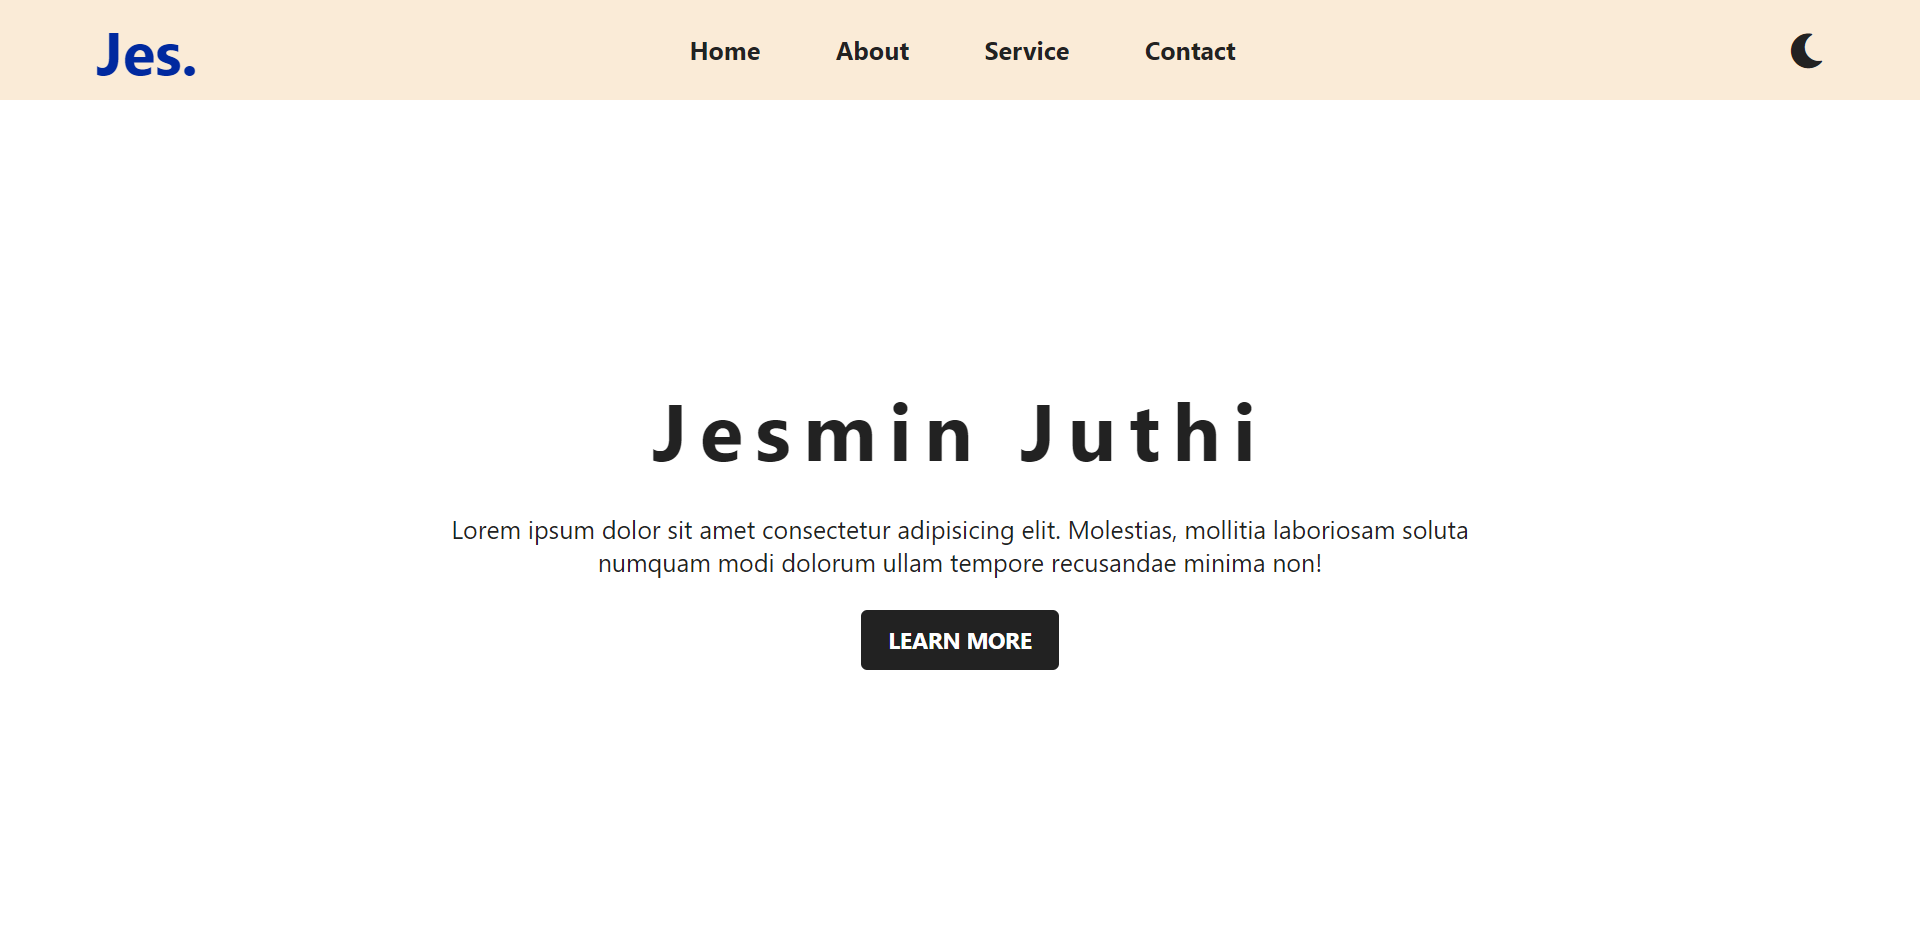 Jes.
Home About Service Contact
Jesmin Juthi
Lorem ipsum dolor sit amet consectetur adipisicing elit. Molestias, mollitia laboriosam soluta
numquam modi dolorum ullam tempore recusandae minima non!
LEARN MORE